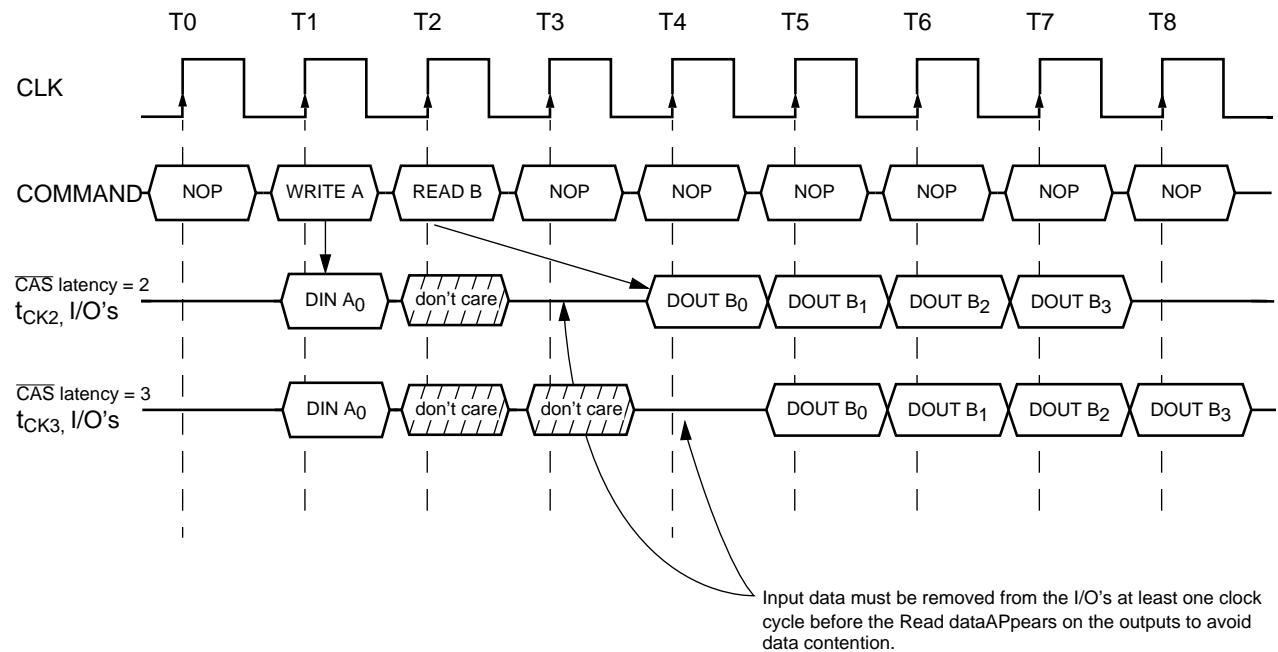 T0 T1 T2 T3 T4 T5 T6 T7 T8
CLK
COMMAND NOP WRITE A READ B NOP NOP NOP NOP NOP NOP
CAS latency = 2
tCK2, I/O's DIN A0 don't care DOUT B0 DOUT B1 DOUT B2 DOUT B3
CAS latency = 3
tCK3, I/O's DIN A0 don't care don't care DOUT B0 DOUT B1 DOUT B2 DOUT B3
Input data must be removed from the I/O's at least one clock
cycle before the Read dataAPpears on the outputs to avoid
data contention.